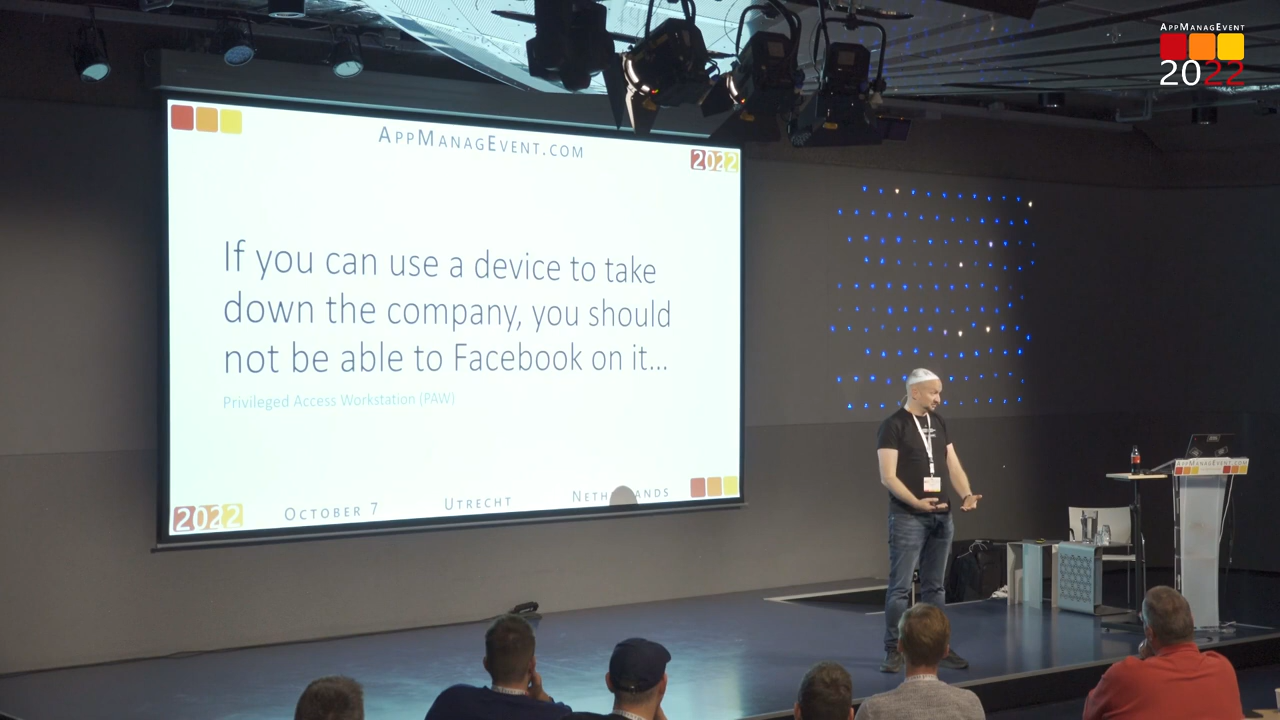 AppManagEvent
2022
AppManagEvent.com
2022
If you can use a device to take
down the company, you should
not be able to Facebook on it...
Privileged Access Workstation (PAW)
2022
October 7
Utrecht
AppManagEvent.com